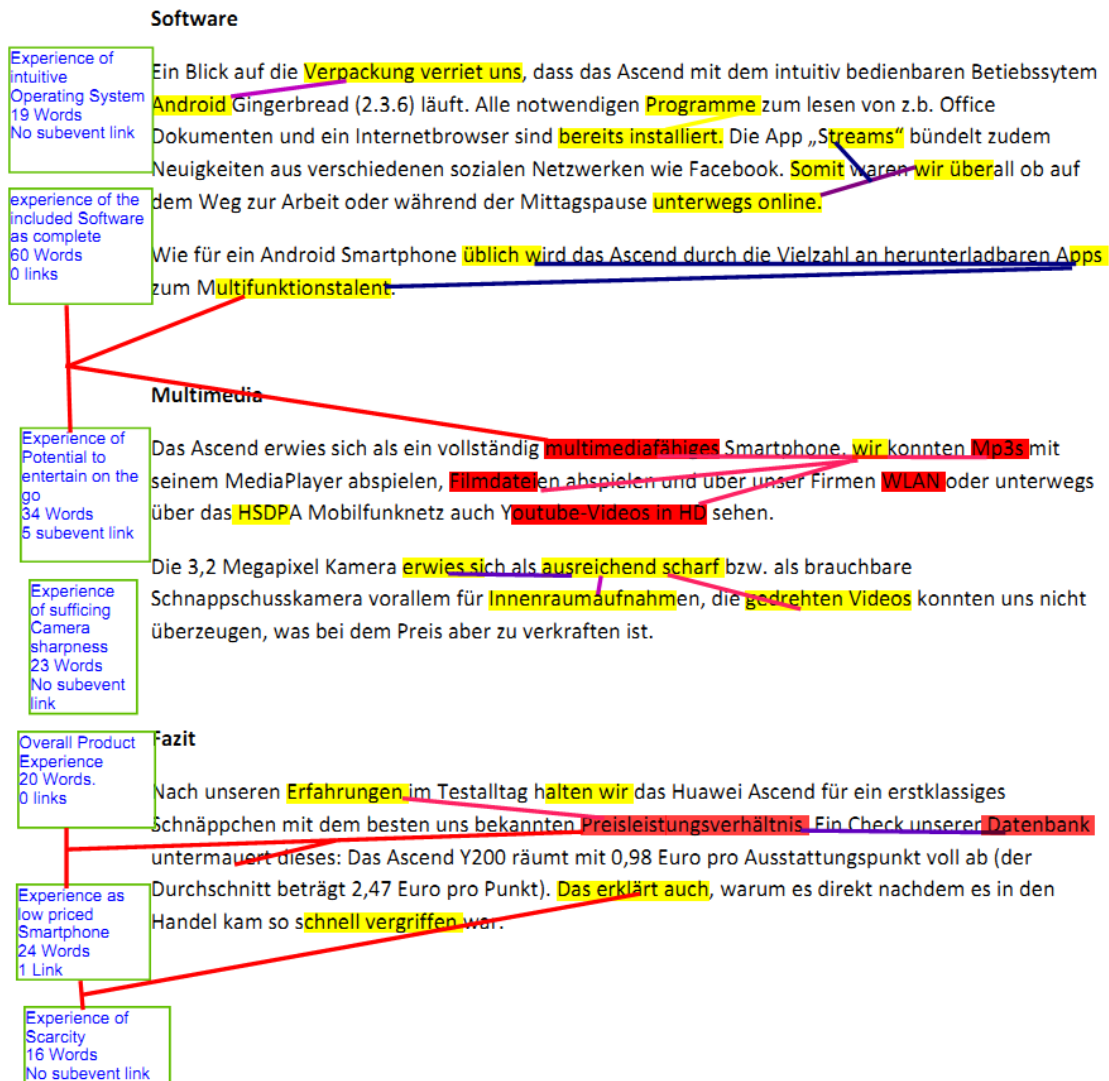 Software
Experience of
intuitive
Operating System
19 Words
No subevent link
Ein Blick auf die Verpackung verriet uns, dass das Ascend mit dem intuitiv bedienbaren Betiebssytem
Android Gingerbread (2.3.6) läuft. Alle notwendigen Programme zum lesen von z.b. Office
Dokumenten und ein Internetbrowser sind bereits installiert. Die App „Streams“ bündelt zudem
Neuigkeiten aus verschiedenen sozialen Netzwerken wie Facebook. Somit waren wir überall ob auf
dem Weg zur Arbeit oder während der Mittagspause unterwegs online.
experience of the
included Software
as complete
60 Words
0 links
Wie für ein Android Smartphone üblich wird das Ascend durch die Vielzahl an herunterladbaren Apps
zum Multifunktionstalent.
Multimedia
Experience of
Potential to
entertain on the
go
34 Words
5 subevent link
Das Ascend erwies sich als ein vollständig multimediafähiges Smartphone, wir konnten Mp3s mit
seinem MediaPlayer abspielen, Filmdateien abspielen und über unser Firmen WLAN oder unterwegs
über das HSDPA Mobilfunknetz auch Youtube-Videos in HD sehen.
Experience
of sufficing
Camera
sharpness
23 Words
No subevent
link
Die 3,2 Megapixel Kamera erwies sich als ausreichend scharf bzw. als brauchbare
Schnappschusskamera vorallem für Innenraumaufnahmen, die gedrehten Videos konnten uns nicht
überzeugen, was bei dem Preis aber zu verkraften ist.
Fazit
Overall Product
Experience
20 Words.
0 links
Nach unseren Erfahrungen im Testalltag halten wir das Huawei Ascend für ein erstklassiges
Schnäppchen mit dem besten uns bekannten Preisleistungsverhältnis. Ein Check unserer Datenbank
untermauert dieses: Das Ascend Y200 räumt mit 0,98 Euro pro Ausstattungspunkt voll ab (der
Durchschnitt beträgt 2,47 Euro pro Punkt). Das erklärt auch, warum es direkt nachdem es in den
Handel kam so schnell vergriffen war.
Experience as
low priced
Smartphone
24 Words
1 Link
Experience of
Scarcity
16 Words
No subevent link